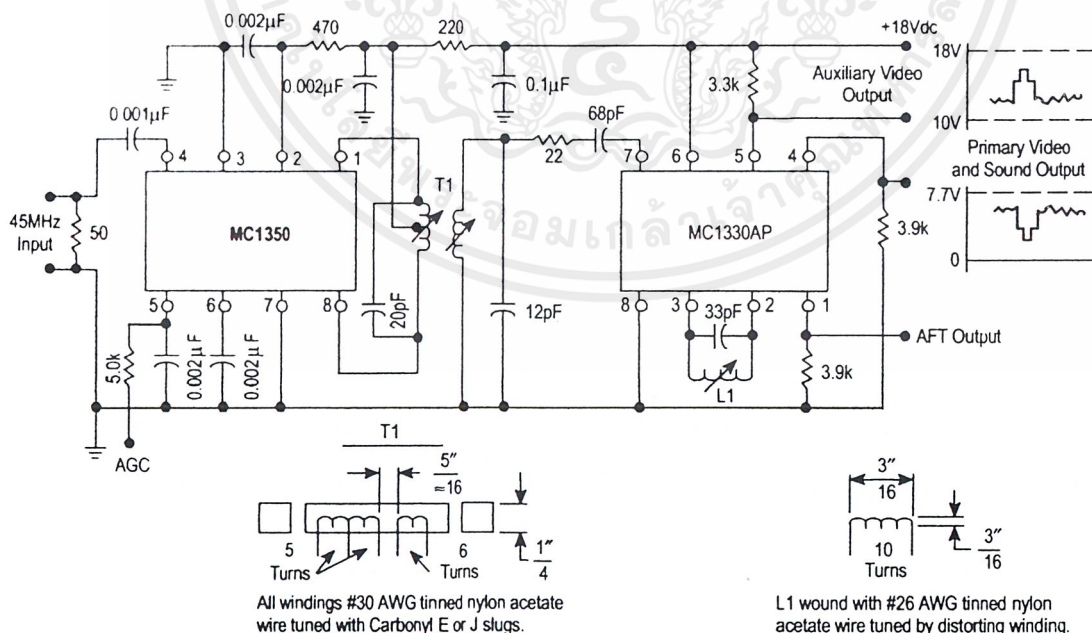 0.002μF
470
220
+18Vdc
18V
0.002μF
0.1μF
3.3k
Auxiliary Video
Output
10V
0 001μF
68pF
22
4
3
2
1
7
6
5
4
Primary Video
and Sound Output
7.7V
T1
45MHz
Input
50
MC1350
MC1330AP
3.9k
0
5
6
7
8
20pF
12pF
8
3
2
1
33pF
AFT Output
5.0k
0.002μF
0.002μF
L1
3.9k
AGC
T1
5″
≈16
3″
16
5
Turns
6
Turns
1″
4
10
Turns
3″
16
All windings #30 AWG tinned nylon acetate
wire tuned with Carbonyl E or J slugs.
L1 wound with #26 AWG tinned nylon
acetate wire tuned by distorting winding.